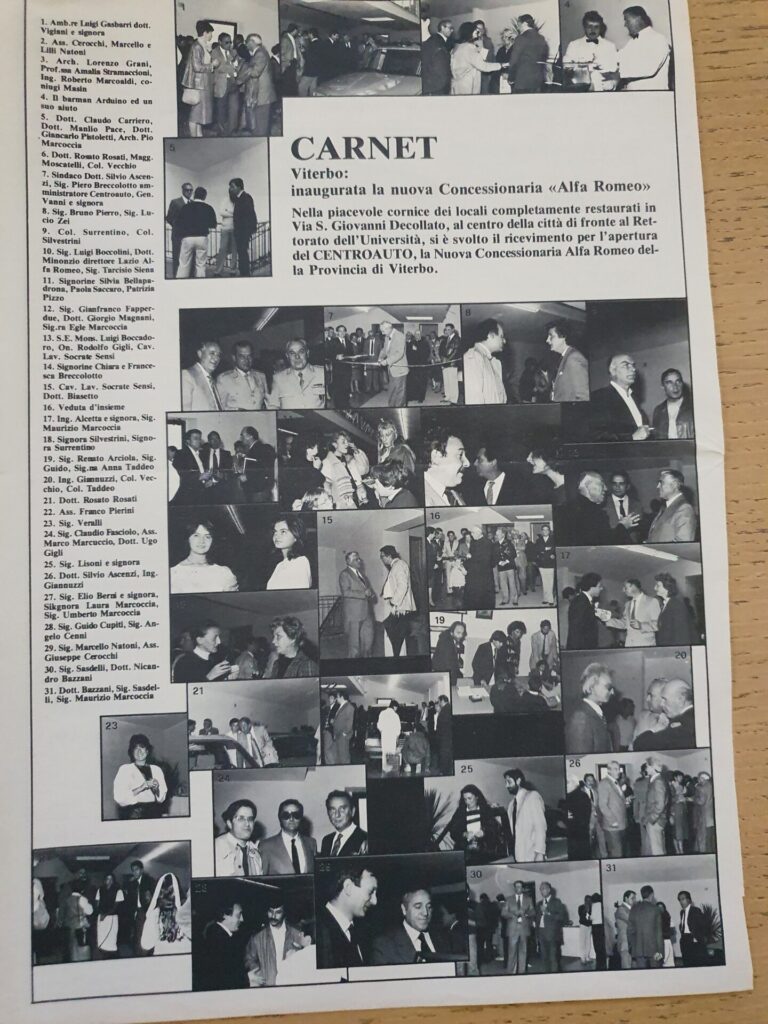 1. Amb.re Luigi Gasbarri dott.
Vigiani e signora
2. Ass. Cerocchi, Marcello e
Lilli Natoni
3. Arch. Lorenzo Grani,
Prof.ssa Amalia Stramaccioni,
Ing. Roberto Marcoaldi, co-
niugi Masin
4. Il barman Arduino ed un
suo aiuto
5. Dott. Claudo Carriero,
Dott. Manlio Pace, Dott.
Giancarlo Pistoletti, Arch. Pio
Marcoccia
6. Dott. Rosato Rosati, Magg.
Moscatelli, Col. Vecchio
7. Sindaco Dott. Silvio Ascen-
zi, Sig. Piero Breccolotto am-
ministratore Centroauto, Gen.
Vanni e signora
8. Sig. Bruno Pierro, Sig. Lu-
cio Zei
9. Col. Surrentino, Col.
Silvestrini
10. Sig. Luigi Boccolini, Dott.
Minonzio direttore Lazio Al-
fa Romeo, Sig. Tarcisio Siena
11. Signorine Silvia Bellapa-
drona, Paola Saccaro, Patrizia
Pizzo
12. Sig. Gianfranco Fapper-
due, Dott. Giorgio Magnani,
Sig.ra Egle Marcoccia
13. S.E. Mons. Luigi Boccado-
ro, On. Rodolfo Gigli, Cav.
Lav. Socrate Sensi
14. Signorine Chiara e France-
sca Breccolotto
15. Cav. Lav. Socrate Sensi,
Dott. Biasetto
16. Veduta d'insieme
17. Ing. Alcetta e signora, Sig.
Maurizio Marcoccia
18. Signora Silvestrini, Signo-
ra Surrentino
19. Sig. Renato Arciola, Sig.
Guido, Sig.na Anna Taddeo
20. Ing. Giannuzzi, Col. Vec-
chio, Col. Taddeo
21. Dott. Rosato Rosati
22. Ass. Franco Pierini
23. Sig. Veralli
24. Sig. Claudio Fasciolo, Ass.
Marco Marcuccio, Dott. Ugo
Gigli
25. Sig. Lisoni e signora
26. Dott. Silvio Ascenzi, Ing.
Giannuzzi
27. Sig. Elio Berni e signora,
Sikgnora Laura Marcoccia,
Sig. Umberto Marcoccia
28. Sig. Guido Cupiti, Sig. An-
gelo Cenni
29. Sig. Marcello Natoni, Ass.
Giuseppe Cerocchi
30. Sig. Sasdelli, Dott. Nican-
dro Bazzani
31. Dott. Bazzani, Sig. Sasdel-
li, Sig. Maurizio Marcoccia
4
5
CARNET
Viterbo:
inaugurata la nuova Concessionaria «Alfa Romeo»
Nella piacevole cornice dei locali completamente restaurati in
Via S. Giovanni Decollato, al centro della città di fronte al Ret-
torato dell'Università, si è svolto il ricevimento per l'apertura
del CENTROAUTO, la Nuova Concessionaria Alfa Romeo del-
la Provincia di Viterbo.
7
8
15
16
17
19
20
21
23
24
25
26
28
29
30
31